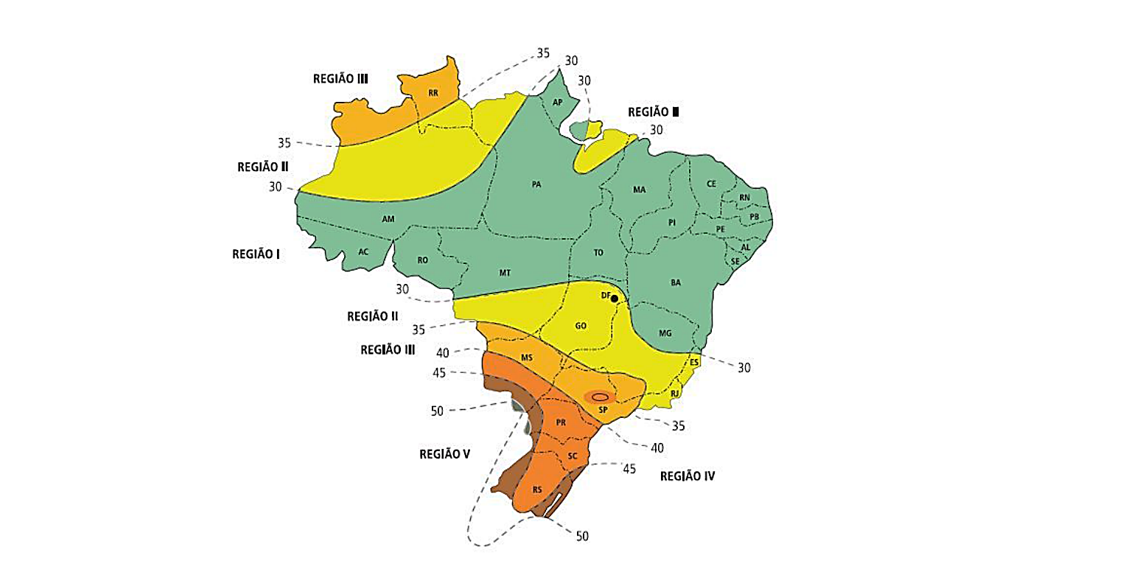 35
30
REGIÃO III
30
RR
AP
REGIÃO II
30
35
REGIÃO II
30
PA
MA
CE
RN
PB
AM
PI
PE
AL
REGIÃO I
AC
RO
MT
TO
SE
BA
30
DF
REGIÃO II
35
GO
MG
REGIÃO III
40
MS
ES
30
45
RJ
50
SP
PR
35
40
REGIÃO V
SC
45
REGIÃO IV
RS
50